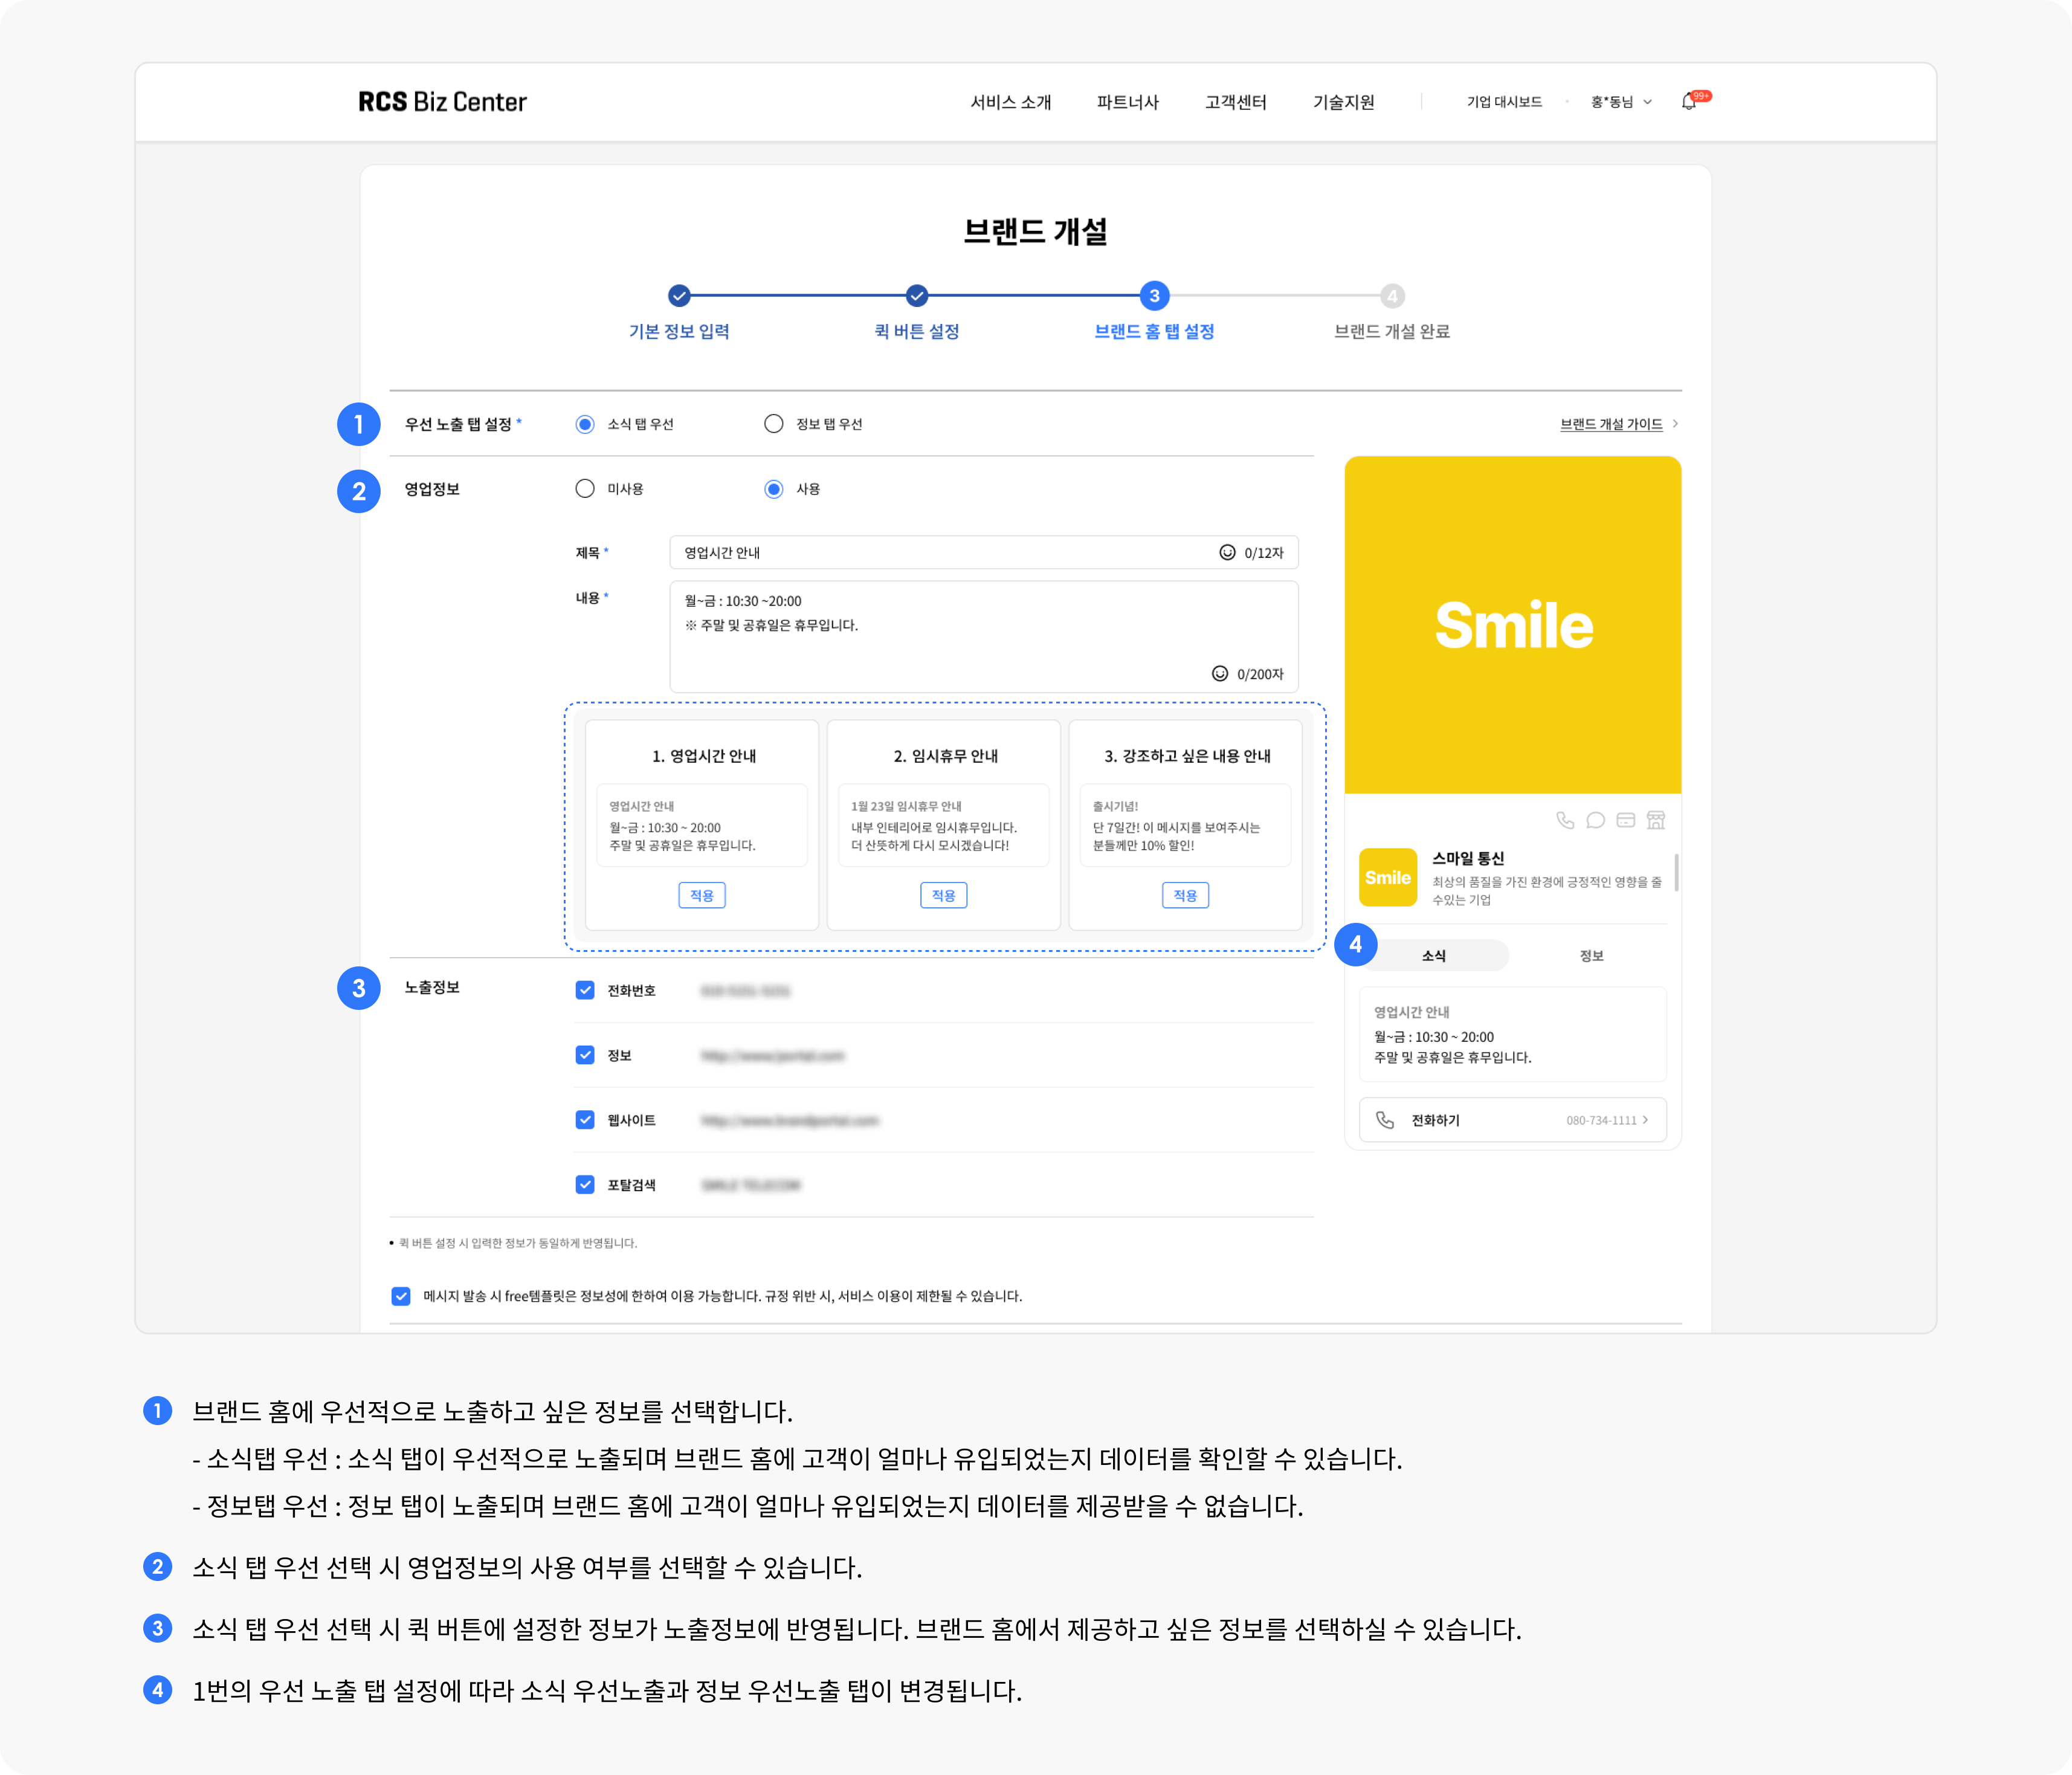 RCS Biz Center
서비스 소개
파트너사
고객센터
기술지원
기업 대시보드
홍*동님
99+
브랜드 개설
3
4
기본 정보 입력
퀵 버튼 설정
브랜드 홈 탭 설정
브랜드 개설 완료
1
우선 노출 탭 설정 *
소식 탭 우선
정보 탭 우선
브랜드 개설 가이드
2
영업정보
미사용
사용
제목 *
영업시간 안내
0/12자
내용 *
월~금 : 10:30 ~20:00
※ 주말 및 공휴일은 휴무입니다.
0/200자
1. 영업시간 안내
영업시간 안내
월~금 : 10:30 ~ 20:00
주말 및 공휴일은 휴무입니다.
적용
2. 임시휴무 안내
1월 23일 임시휴무 안내
내부 인테리어로 임시휴무입니다.
더 산뜻하게 다시 모시겠습니다!
적용
3. 강조하고 싶은 내용 안내
출시기념!
단 7일간! 이 메시지를 보여주시는
분들께만 10% 할인!
적용
Smile
Smile
스마일 통신
최상의 품질을 가진 환경에 긍정적인 영향을 줄
수있는 기업
4
소식
정보
영업시간 안내
월~금 : 10:30 ~ 20:00
주말 및 공휴일은 휴무입니다.
전화하기
080-734-1111
3
노출정보
전화번호
정보
웹사이트
포탈검색
• 퀵 버튼 설정 시 입력한 정보가 동일하게 반영됩니다.
메시지 발송 시 free템플릿은 정보성에 한하여 이용 가능합니다. 규정 위반 시, 서비스 이용이 제한될 수 있습니다.
1 브랜드 홈에 우선적으로 노출하고 싶은 정보를 선택합니다.
- 소식탭 우선 : 소식 탭이 우선적으로 노출되며 브랜드 홈에 고객이 얼마나 유입되었는지 데이터를 확인할 수 있습니다.
- 정보탭 우선 : 정보 탭이 노출되며 브랜드 홈에 고객이 얼마나 유입되었는지 데이터를 제공받을 수 없습니다.
2 소식 탭 우선 선택 시 영업정보의 사용 여부를 선택할 수 있습니다.
3 소식 탭 우선 선택 시 퀵 버튼에 설정한 정보가 노출정보에 반영됩니다. 브랜드 홈에서 제공하고 싶은 정보를 선택하실 수 있습니다.
4 1번의 우선 노출 탭 설정에 따라 소식 우선노출과 정보 우선노출 탭이 변경됩니다.